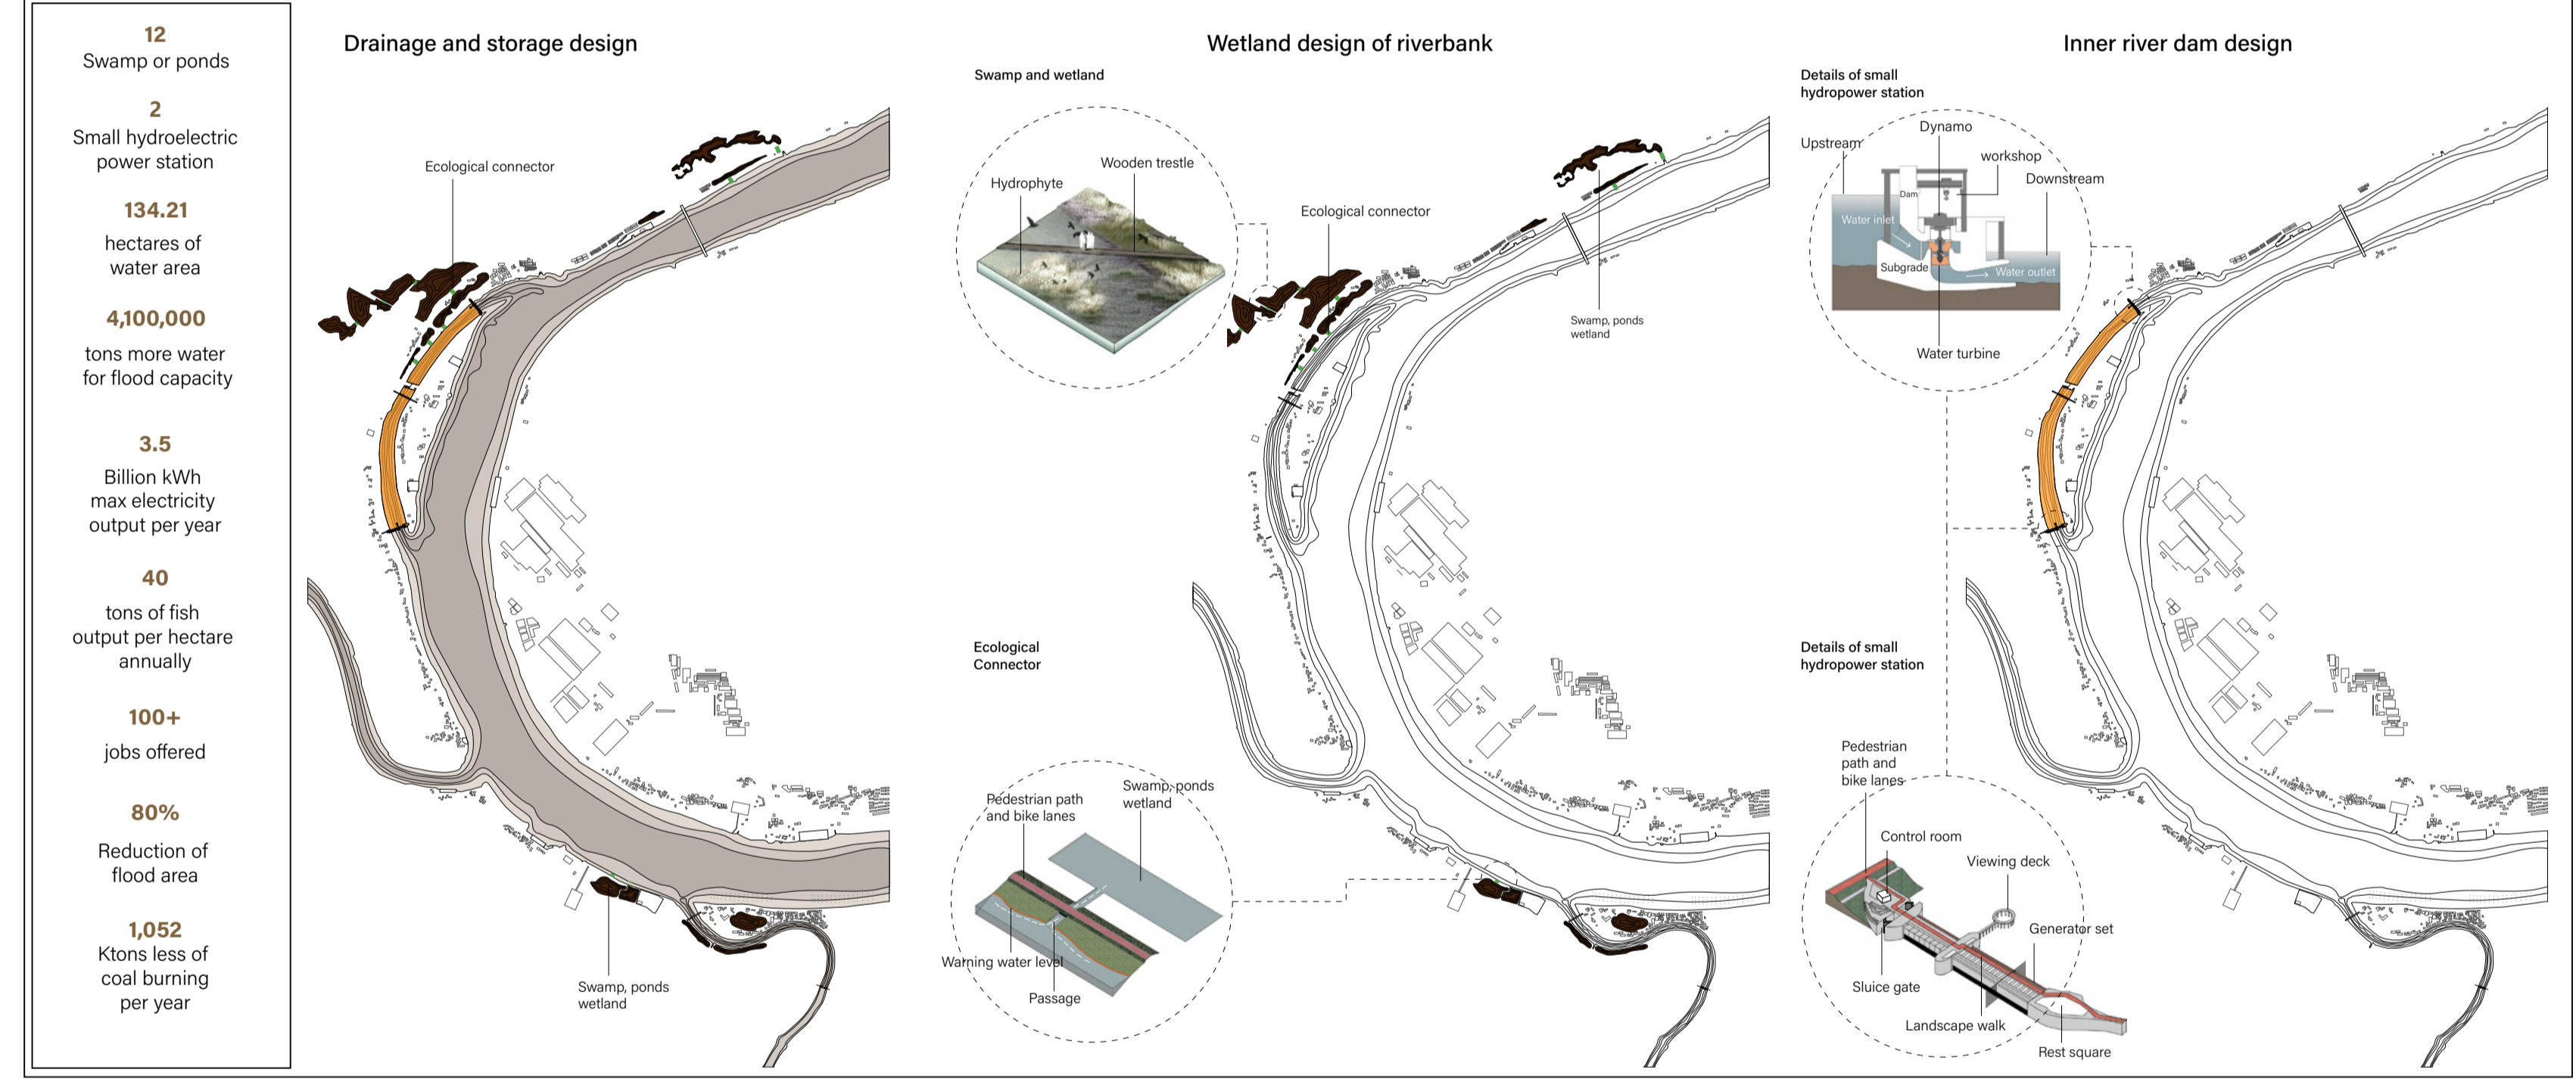 12
Swamp or ponds
2
Small hydroelectric
power station
134.21
hectares of
water area
4,100,000
tons more water
for flood capacity
3.5
Billion kWh
max electricity
output per year
40
tons of fish
output per hectare
annually
100+
jobs offered
80%
Reduction of
flood area
1,052
Ktons less of
coal burning
per year
Drainage and storage design
Ecological connector
Swamp, ponds
wetland
Wetland design of riverbank
Swamp and wetland
Hydrophyte
Wooden trestle
Ecological connector
Swamp, ponds
wetland
Ecological
Connector
Pedestrian path
and bike lanes
Swamp, ponds
wetland
Warning water level
Passage
Inner river dam design
Details of small
hydropower station
Upstream
Dynamo
workshop
Downstream
Dam
Water inlet
Subgrade
Water outlet
Water turbine
Details of small
hydropower station
Pedestrian
path and
bike lanes
Control room
Viewing deck
Generator set
Sluice gate
Landscape walk
Rest square